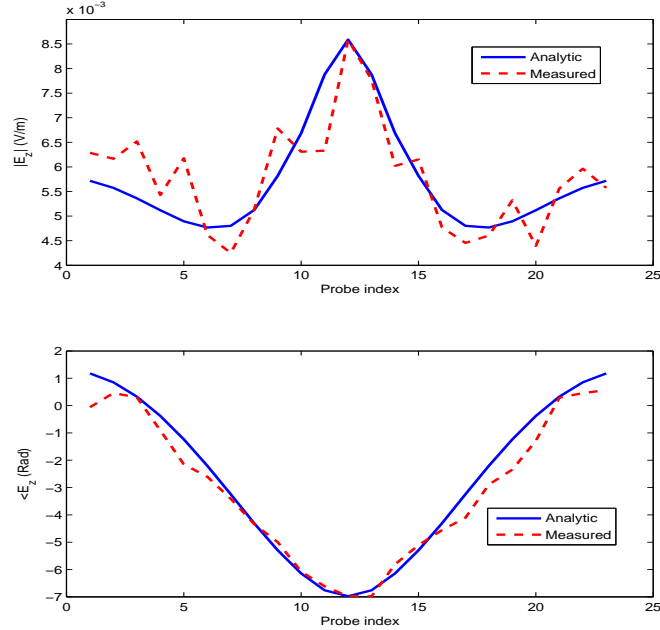 x 10⁻³
8.5
8
7.5
7
6.5
6
5.5
5
4.5
4
|E_z| (V/m)
Analytic
Measured
0 5 10 15 20 25
Probe index
2
1
0
−1
−2
−3
−4
−5
−6
−7
<E_z (Rad)
Analytic
Measured
0 5 10 15 20 25
Probe index